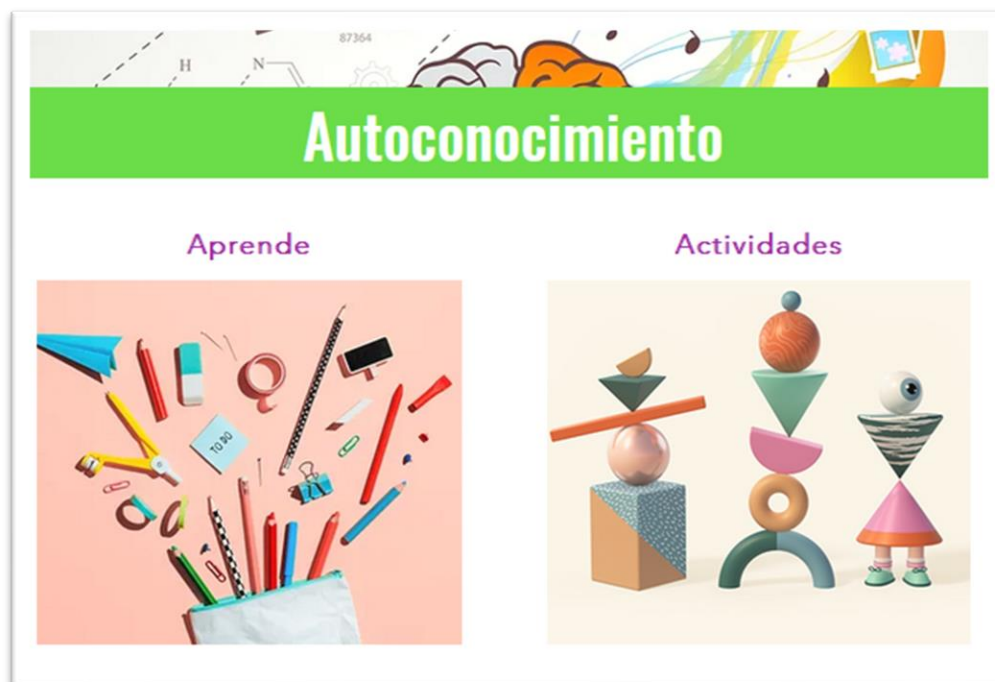 87364
H
N
Autoconocimiento
Aprende
Actividades
TO DO